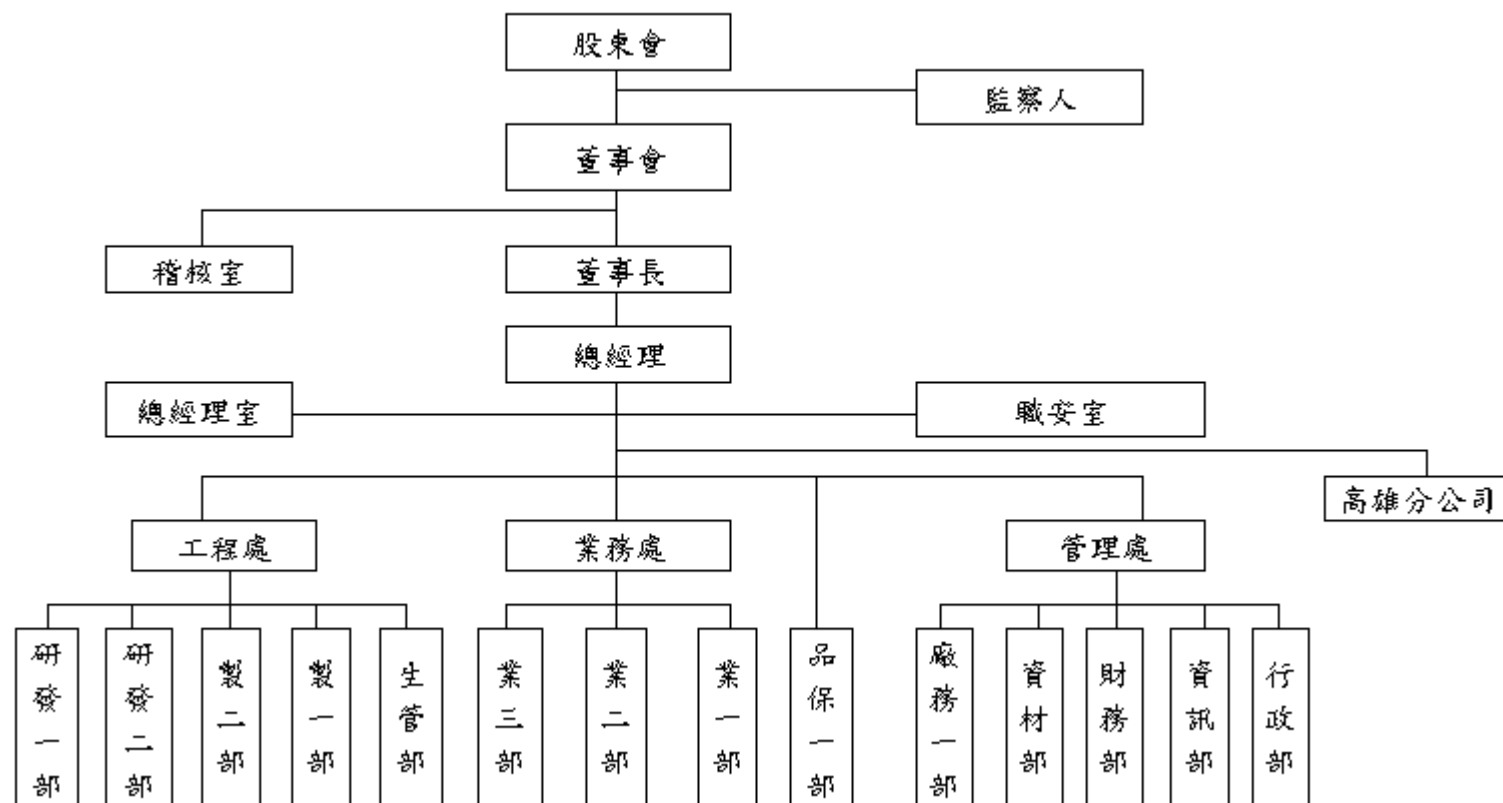 股東會
監察人
董事會
稽核室
董事長
總經理
總經理室
職安室
高雄分公司
工程處
業務處
管理處
研發一部
研發二部
製二部
製一部
生管部
業三部
業二部
業一部
品保一部
廠務一部
資材部
財務部
資訊部
行政部